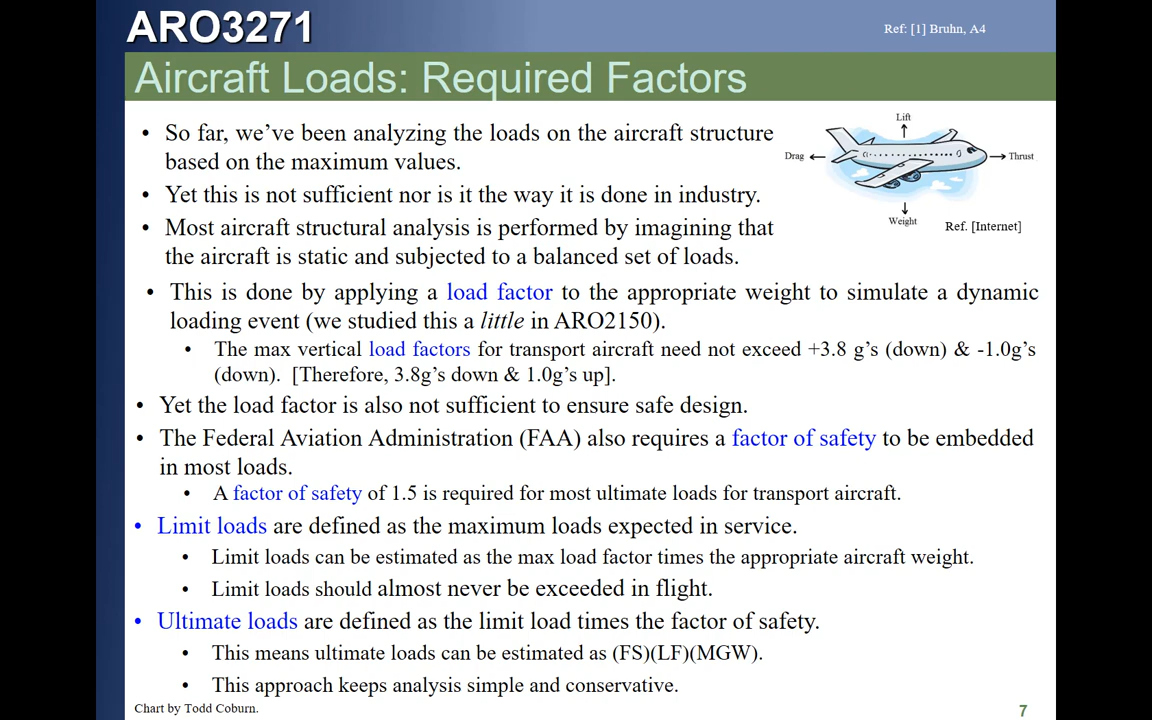 ARO3271
Ref: [1] Bruhn, A4
Aircraft Loads: Required Factors
• So far, we've been analyzing the loads on the aircraft structure
based on the maximum values.
• Yet this is not sufficient nor is it the way it is done in industry.
• Most aircraft structural analysis is performed by imagining that
the aircraft is static and subjected to a balanced set of loads.
Lift
Drag
Thrust
Weight
Ref. [Internet]
• This is done by applying a load factor to the appropriate weight to simulate a dynamic
loading event (we studied this a little in ARO2150).
• The max vertical load factors for transport aircraft need not exceed +3.8 g's (down) & -1.0g's
(down). [Therefore, 3.8g's down & 1.0g's up].
• Yet the load factor is also not sufficient to ensure safe design.
• The Federal Aviation Administration (FAA) also requires a factor of safety to be embedded
in most loads.
• A factor of safety of 1.5 is required for most ultimate loads for transport aircraft.
• Limit loads are defined as the maximum loads expected in service.
• Limit loads can be estimated as the max load factor times the appropriate aircraft weight.
• Limit loads should almost never be exceeded in flight.
• Ultimate loads are defined as the limit load times the factor of safety.
• This means ultimate loads can be estimated as (FS)(LF)(MGW).
• This approach keeps analysis simple and conservative.
Chart by Todd Coburn.
7